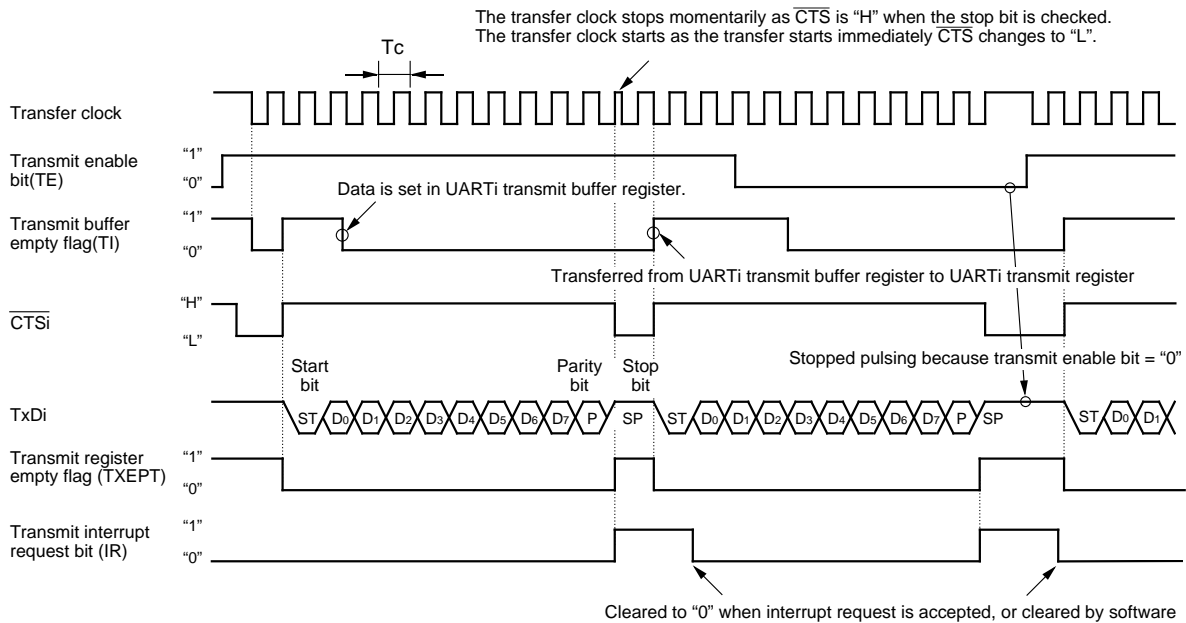 The transfer clock stops momentarily as CTS is “H” when the stop bit is checked.
The transfer clock starts as the transfer starts immediately CTS changes to “L”.
Tc
Transfer clock
Transmit enable
bit(TE)
“1”
“0”
Data is set in UARTi transmit buffer register.
Transmit buffer
empty flag(TI)
“1”
“0”
Transferred from UARTi transmit buffer register to UARTi transmit register
CTSi
“H”
“L”
Stopped pulsing because transmit enable bit = “0”
Start
bit
Parity
bit
Stop
bit
TxDi
ST D0 D1 D2 D3 D4 D5 D6 D7 P SP ST D0 D1 D2 D3 D4 D5 D6 D7 P SP ST D0 D1
Transmit register
empty flag (TXEPT)
“1”
“0”
Transmit interrupt
request bit (IR)
“1”
“0”
Cleared to “0” when interrupt request is accepted, or cleared by software